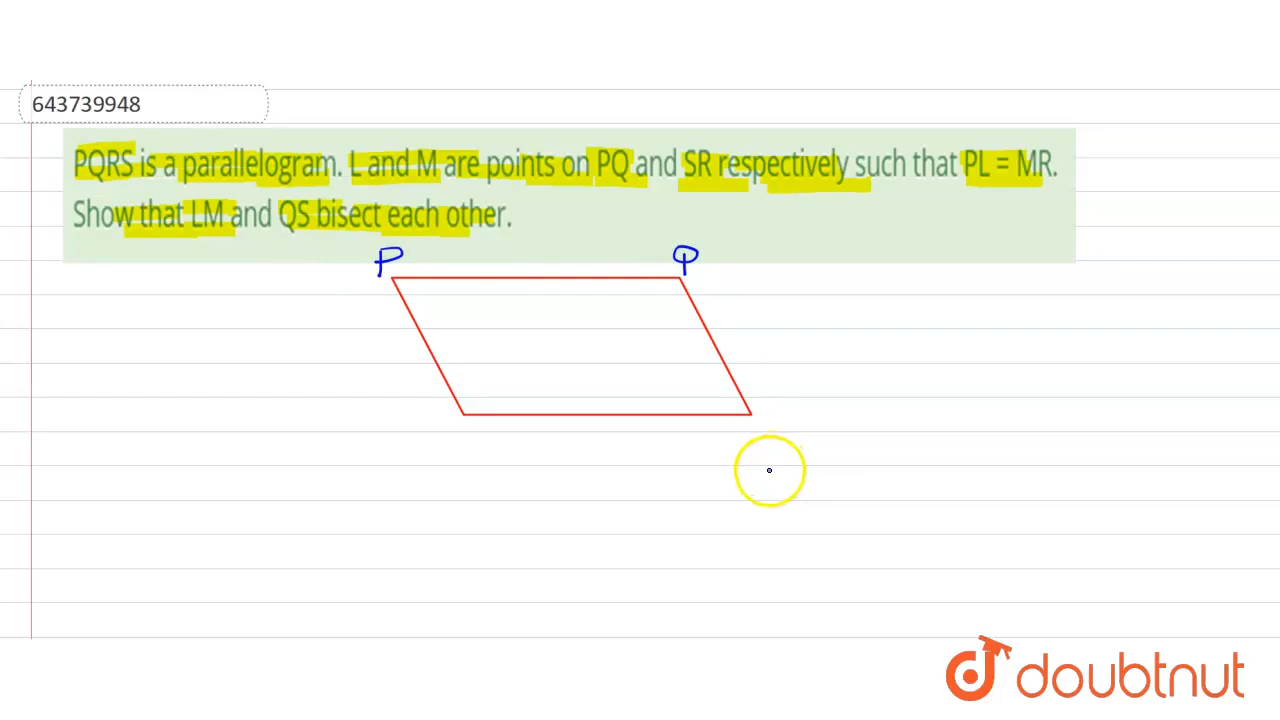 643739948
PQRS is a parallelogram. L and M are points on PQ and SR respectively such that PL = MR.
Show that LM and QS bisect each other.
P Q
doubtnut